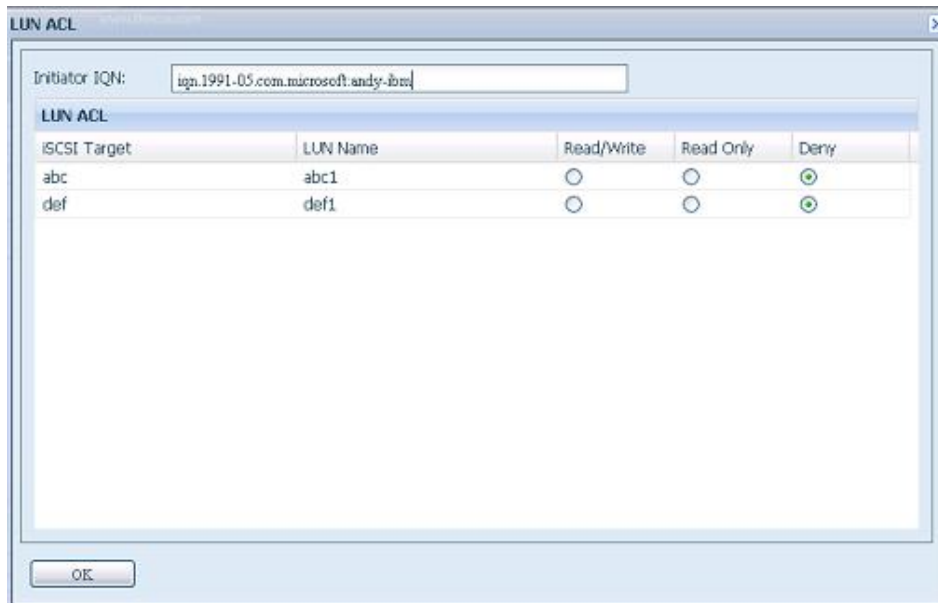 LUN ACL
Initiator IQN: iqn.1991-05.com.microsoft:andy-ibm
LUN ACL
iSCSI Target LUN Name Read/Write Read Only Deny
abc abc1
def def1
OK